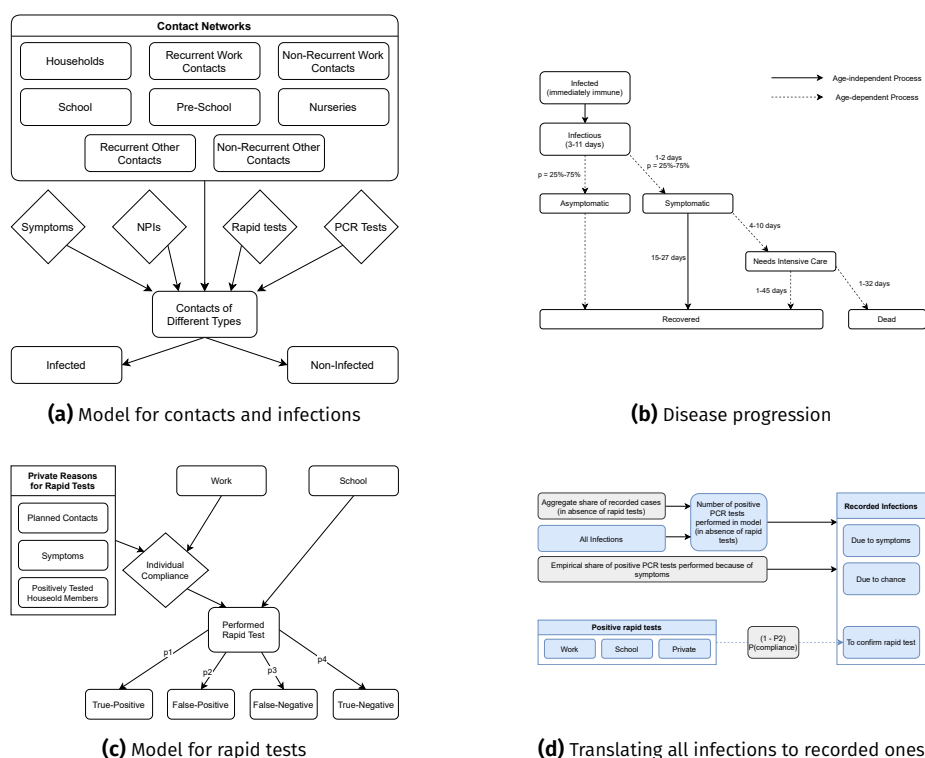 Contact Networks
Households
Recurrent Work
Contacts
Non-Recurrent Work
Contacts
School
Pre-School
Nurseries
Recurrent Other
Contacts
Non-Recurrent Other
Contacts
Symptoms
NPIs
Rapid tests
PCR Tests
Contacts of
Different Types
Infected
Non-Infected
(a) Model for contacts and infections
Infected
(immediately immune)
Age-independent Process
Age-dependent Process
Infectious
(3-11 days)
p = 25%-75%
1-2 days
p = 25%-75%
Asymptomatic
Symptomatic
4-10 days
15-27 days
Needs Intensive Care
1-45 days
1-32 days
Recovered
Dead
(b) Disease progression
Private Reasons
for Rapid Tests
Planned Contacts
Symptoms
Positively Tested
Houseold Members
Work
School
Individual
Compliance
Performed
Rapid Test
p1
p2
p3
p4
True-Positive
False-Positive
False-Negative
True-Negative
(c) Model for rapid tests
Aggregate share of recorded cases
(in absence of rapid tests)
All Infections
Number of positive
PCR tests
performed in model
(in absence of rapid
tests)
Empirical share of positive PCR tests performed because of
symptoms
Recorded Infections
Due to symptoms
Due to chance
To confirm rapid test
Positive rapid tests
Work
School
Private
(1 - P2)
P(compliance)
(d) Translating all infections to recorded ones